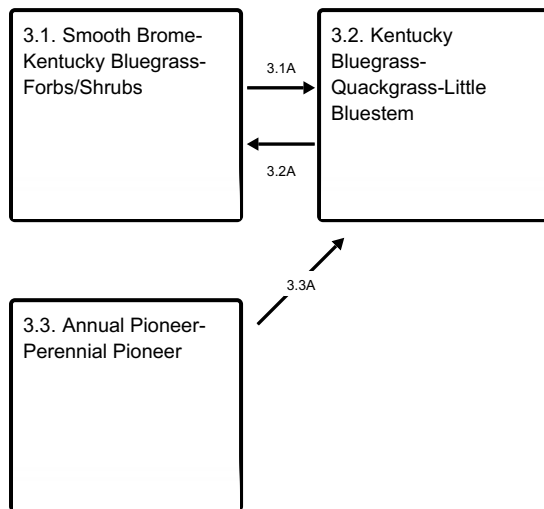 3.1. Smooth Brome-
Kentucky Bluegrass-
Forbs/Shrubs
3.1A
3.2. Kentucky
Bluegrass-
Quackgrass-Little
Bluestem
3.2A
3.3A
3.3. Annual Pioneer-
Perennial Pioneer